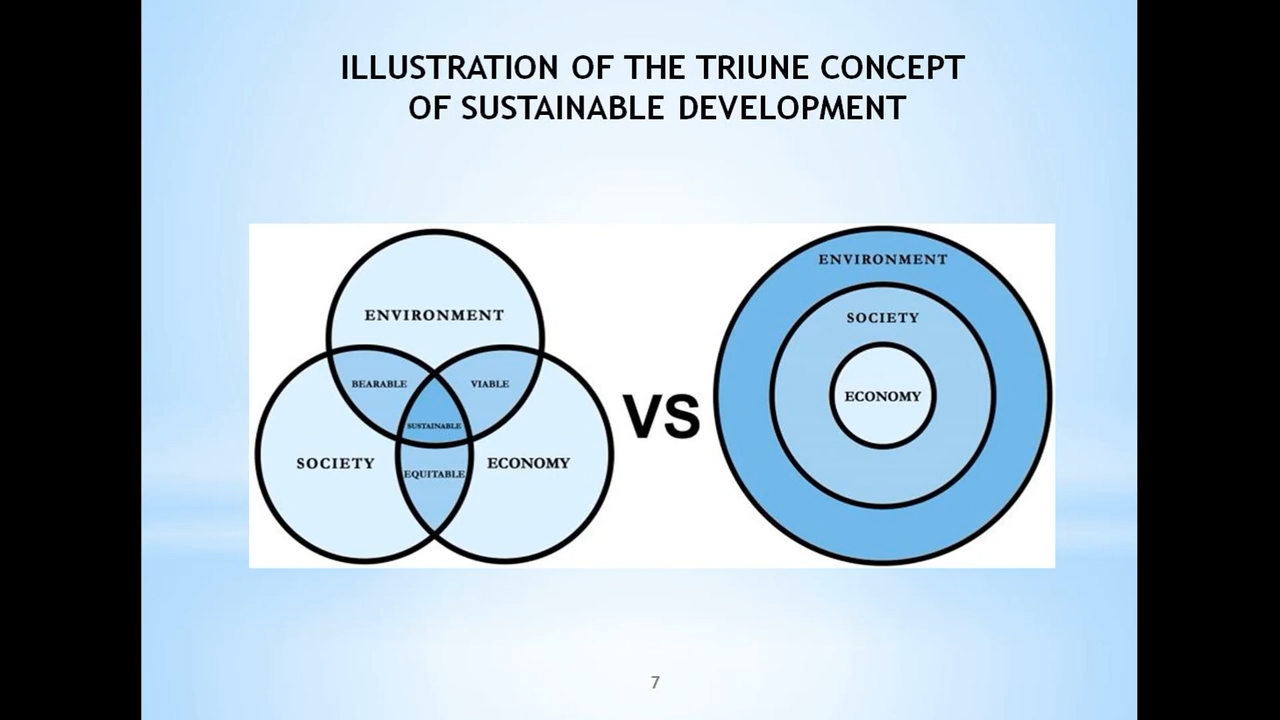 ILLUSTRATION OF THE TRIUNE CONCEPT
OF SUSTAINABLE DEVELOPMENT
ENVIRONMENT
BEARABLE
VIABLE
SUSTAINABLE
SOCIETY
EQUITABLE
ECONOMY
VS
ENVIRONMENT
SOCIETY
ECONOMY
7